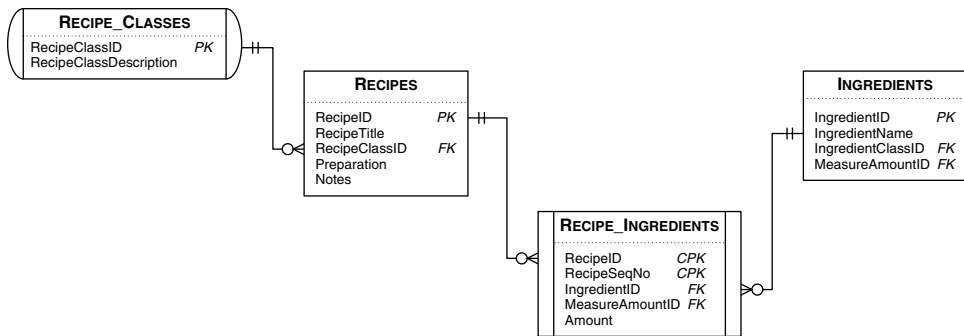 RECIPE_CLASSES
RecipeClassID PK
RecipeClassDescription
RECIPES
RecipeID PK
RecipeTitle
RecipeClassID FK
Preparation
Notes
INGREDIENTS
IngredientID PK
IngredientName
IngredientClassID FK
MeasureAmountID FK
RECIPE_INGREDIENTS
RecipeID CPK
RecipeSeqNo CPK
IngredientID FK
MeasureAmountID FK
Amount